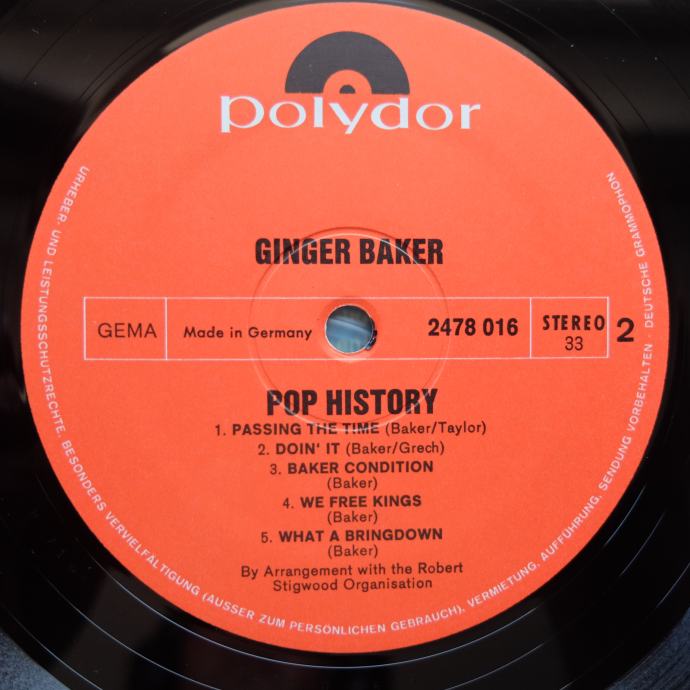 polydor
GINGER BAKER
GEMA
Made in Germany
2478 016
STEREO
33
2
POP HISTORY
1. PASSING THE TIME (Baker/Taylor)
2. DOIN' IT (Baker/Grech)
3. BAKER CONDITION
(Baker)
4. WE FREE KINGS
(Baker)
5. WHAT A BRINGDOWN
(Baker)
By Arrangement with the Robert
Stigwood Organisation
URHEBER- UND LEISTUNGSSCHUTZRECHTE, BESONDERS VERVIELFÄLTIGUNG (AUSSER ZUM PERSÖNLICHEN GEBRAUCH), VERMIETUNG, AUFFÜHRUNG, SENDUNG VORBEHALTEN · DEUTSCHE GRAMMOPHON